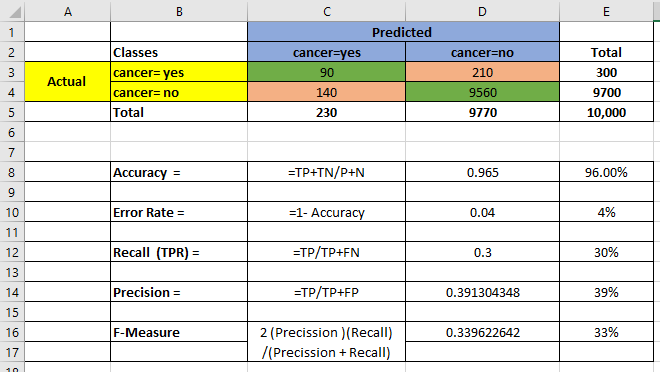 A B C D E
1 Predicted
2 Classes cancer=yes cancer=no Total
3 Actual cancer= yes 90 210 300
4 cancer= no 140 9560 9700
5 Total 230 9770 10,000
6
7
8 Accuracy = =TP+TN/P+N 0.965 96.00%
9
10 Error Rate = =1- Accuracy 0.04 4%
11
12 Recall (TPR) = =TP/TP+FN 0.3 30%
13
14 Precision = =TP/TP+FP 0.391304348 39%
15
16 F-Measure 2 (Precission )(Recall) 0.339622642 33%
17 /(Precission + Recall)